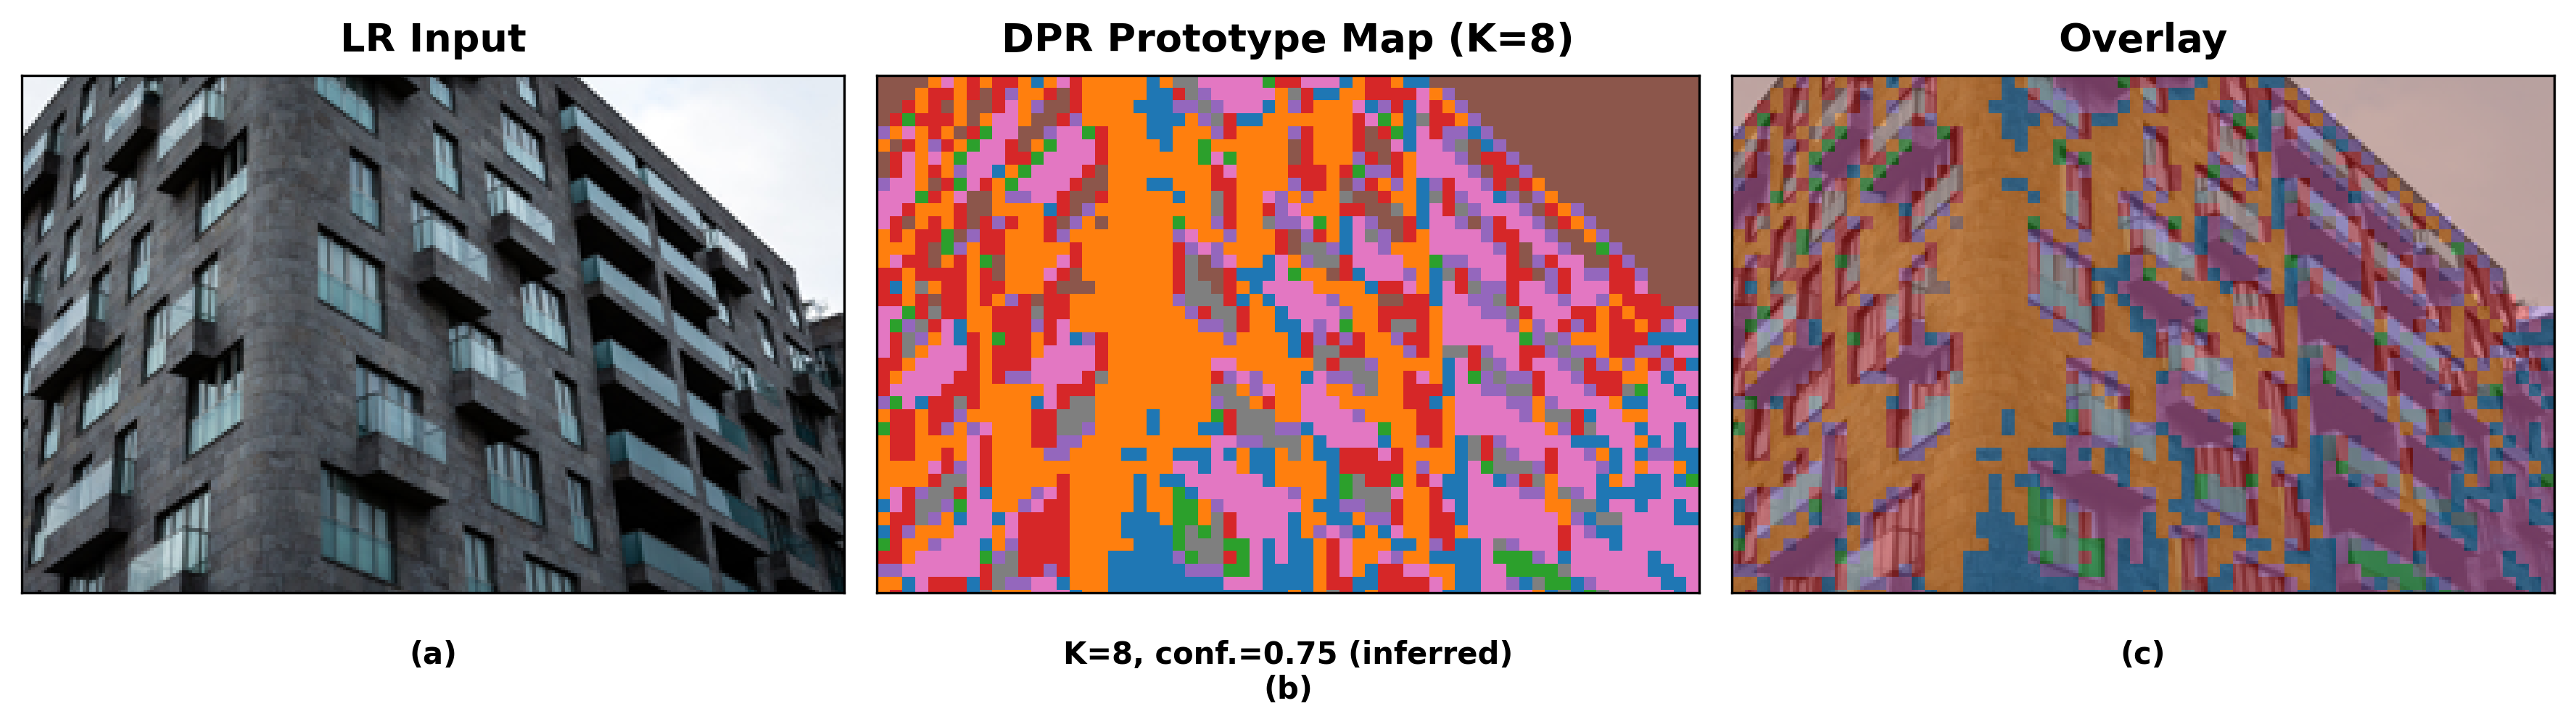 LR Input
DPR Prototype Map (K=8)
Overlay
(a)
K=8, conf.=0.75 (inferred)
(b)
(c)